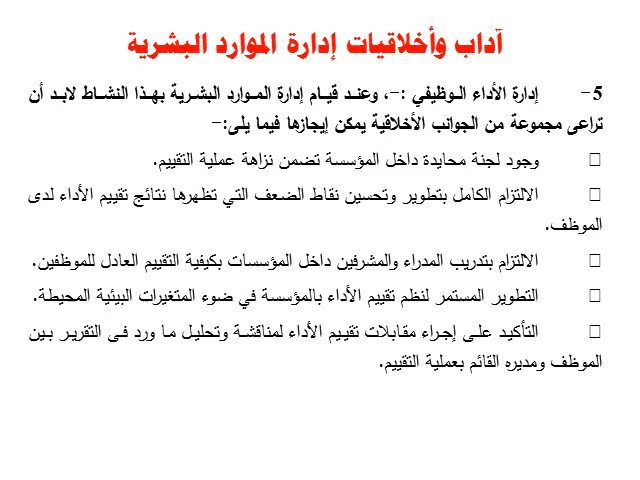 آداب وأخلاقيات إدارة الموارد البشرية
5- إدارة الأداء الوظيفي :-، وعند قيام إدارة الموارد البشرية بهذا النشاط لابد أن
تراعى مجموعة من الجوانب الأخلاقية يمكن إيجازها فيما يلى:-
□ وجود لجنة محايدة داخل المؤسسة تضمن نزاهة عملية التقييم.
□ الالتزام الكامل بتطوير وتحسين نقاط الضعف التي تظهرها نتائج تقييم الأداء لدى
الموظف.
□ الالتزام بتدريب المدراء والمشرفين داخل المؤسسات بكيفية التقييم العادل للموظفين.
□ التطوير المستمر لنظم تقييم الأداء بالمؤسسة في ضوء المتغيرات البيئية المحيطة.
□ التأكيد على إجراء مقابلات تقييم الأداء لمناقشة وتحليل ما ورد فى التقرير بين
الموظف ومديره القائم بعملية التقييم.